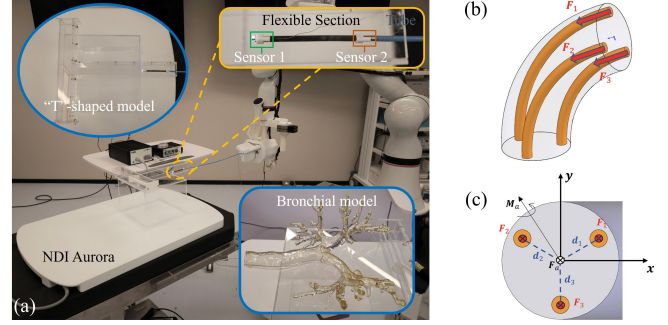 Flexible Section
Tube
Sensor 1
Sensor 2
"T"-shaped model
Bronchial model
NDI Aurora
(a)
(b)
F₁
r
F₂
F₃
(c)
y
Mₐ
F₂
F₁
d₁
d₂
Fₐ
x
d₃
F₃